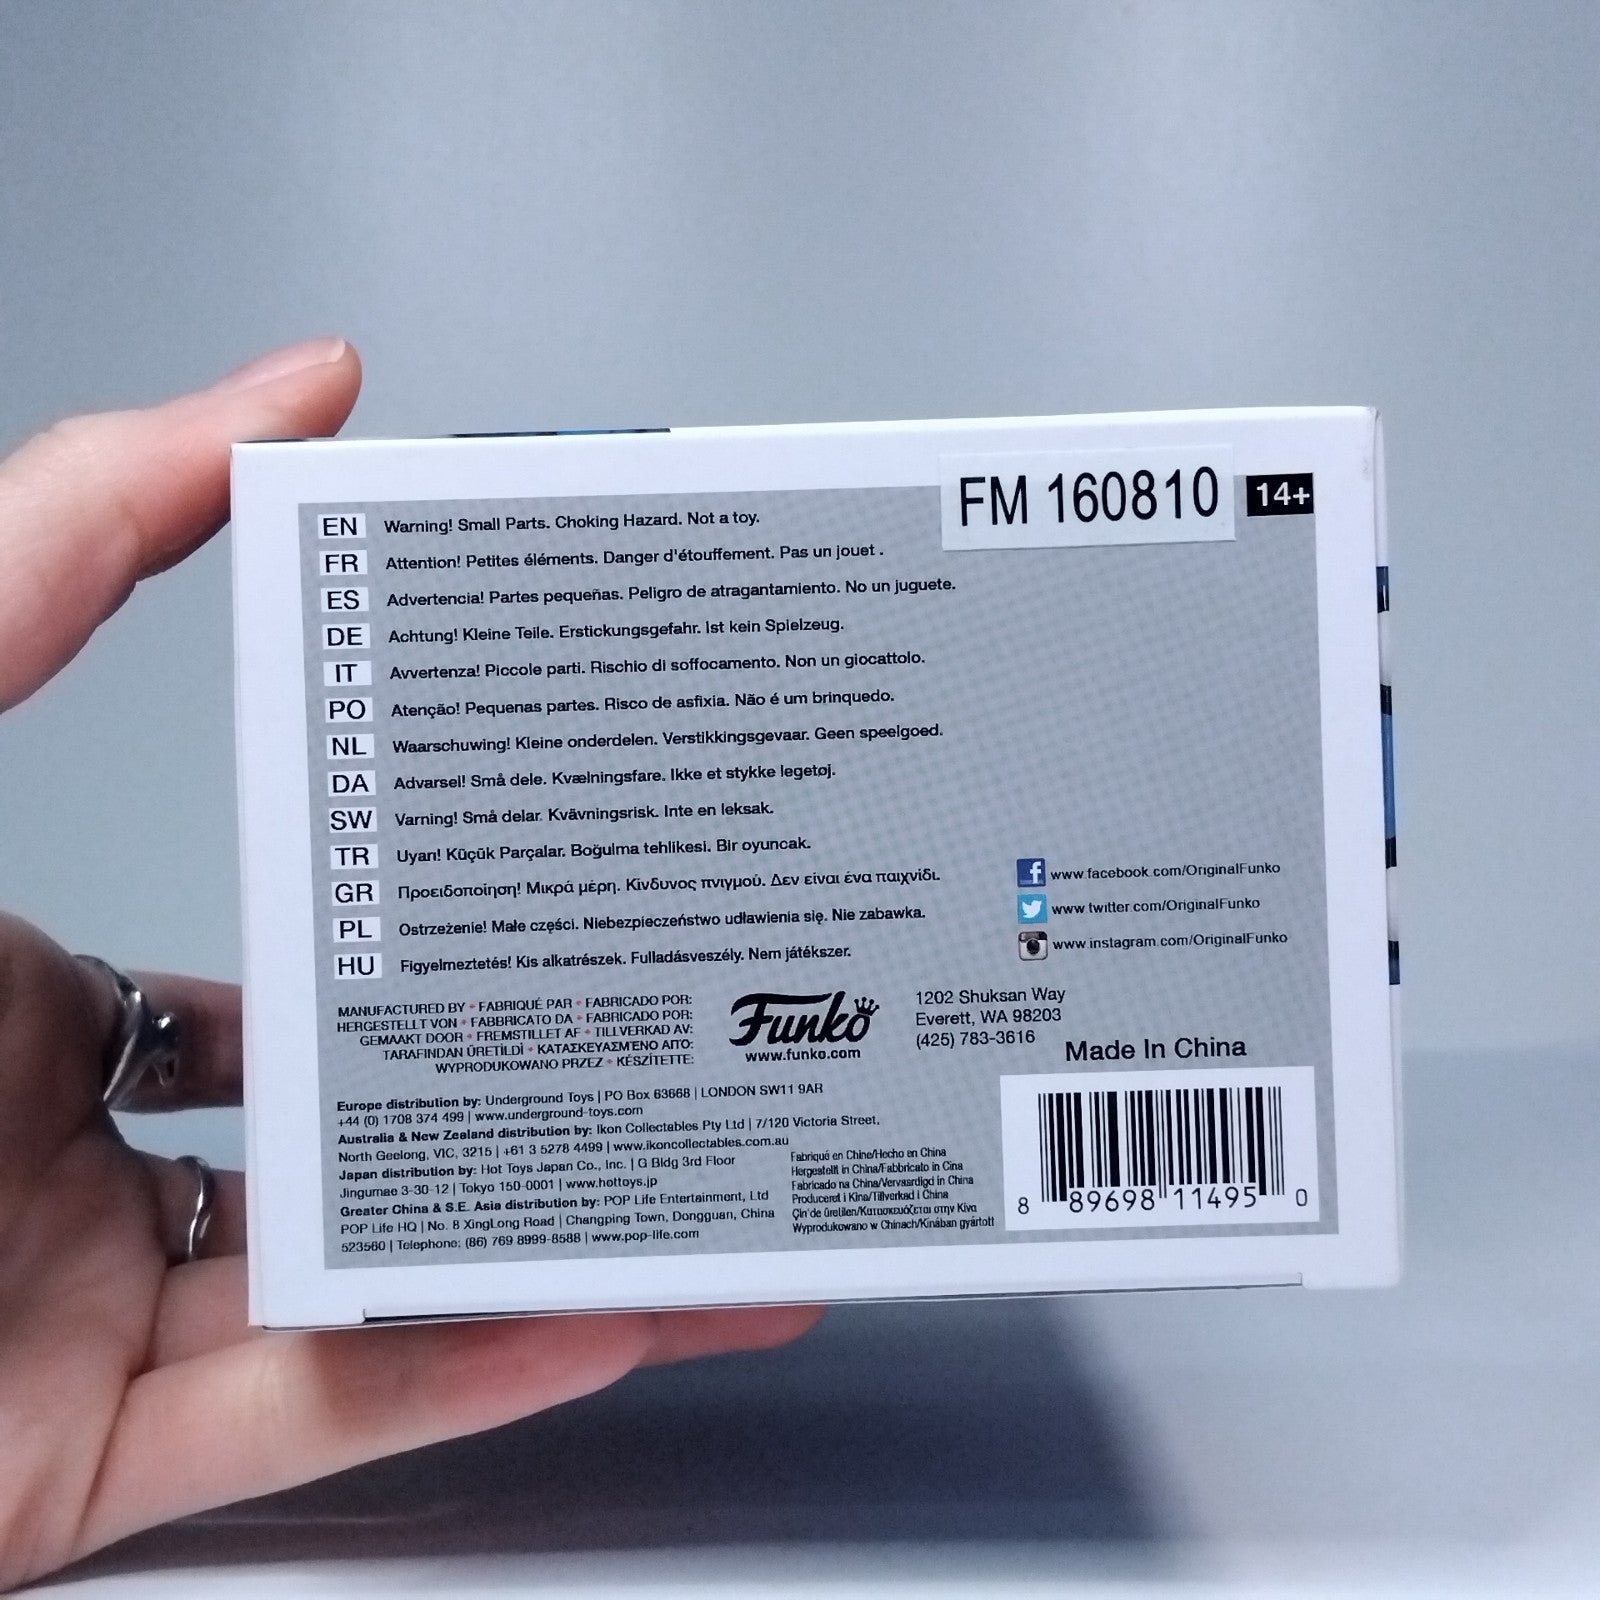 FM 160810
14+
EN Warning! Small Parts. Choking Hazard. Not a toy.
FR Attention! Petites éléments. Danger d'étouffement. Pas un jouet .
ES Advertencia! Partes pequeñas. Peligro de atragantamiento. No un juguete.
DE Achtung! Kleine Teile. Erstickungsgefahr. Ist kein Spielzeug.
IT Avvertenza! Piccole parti. Rischio di soffocamento. Non un giocattolo.
PO Atenção! Pequenas partes. Risco de asfixia. Não é um brinquedo.
NL Waarschuwing! Kleine onderdelen. Verstikkingsgevaar. Geen speelgoed.
DA Advarsel! Små dele. Kvælningsfare. Ikke et stykke legetøj.
SW Varning! Små delar. Kvävningsrisk. Inte en leksak.
TR Uyarı! Küçük Parçalar. Boğulma tehlikesi. Bir oyuncak.
GR Προειδοποίηση! Μικρά μέρη. Κίνδυνος πνιγμού. Δεν είναι ένα παιχνίδι.
PL Ostrzeżenie! Małe części. Niebezpieczeństwo udławienia się. Nie zabawka.
HU Figyelmeztetés! Kis alkatrészek. Fulladásveszély. Nem játékszer.
www.facebook.com/OriginalFunko
www.twitter.com/OriginalFunko
www.instagram.com/OriginalFunko
MANUFACTURED BY • FABRIQUÉ PAR • FABRICADO POR:
HERGESTELLT VON • FABBRICATO DA • FABRICADO POR:
GEMAAKT DOOR • FREMSTILLET AF • TILLVERKAD AV:
TARAFINDAN ÜRETİLDİ • ΚΑΤΑΣΚΕΥΑΣΜΈΝΟ ΑΠΌ:
WYPRODUKOWANO PRZEZ • KÉSZÍTETTE:
Funko
www.funko.com
1202 Shuksan Way
Everett, WA 98203
(425) 783-3616
Made In China
Europe distribution by: Underground Toys | PO Box 63668 | LONDON SW11 9AR
+44 (0) 1708 374 499 | www.underground-toys.com
Australia & New Zealand distribution by: Ikon Collectables Pty Ltd | 7/120 Victoria Street,
North Geelong, VIC, 3215 | +61 3 5278 4499 | www.ikoncollectables.com.au
Japan distribution by: Hot Toys Japan Co., Inc. | G Bldg 3rd Floor
Jingumae 3-30-12 | Tokyo 150-0001 | www.hottoys.jp
Greater China & S.E. Asia distribution by: POP Life Entertainment, Ltd
POP Life HQ | No. 8 XingLong Road | Changping Town, Dongguan, China
523560 | Telephone: (86) 769 8999-8588 | www.pop-life.com
Fabriqué en Chine/Hecho en China
Hergestellt in China/Fabbricato in Cina
Fabricado na China/Vervaardigd in China
Produceret i Kina/Tillverkad i China
Çin'de üretilen/Κατασκευάζεται στην Κίνα
Wyprodukowano w Chinach/Kínában gyártott
8 89698 11495 0